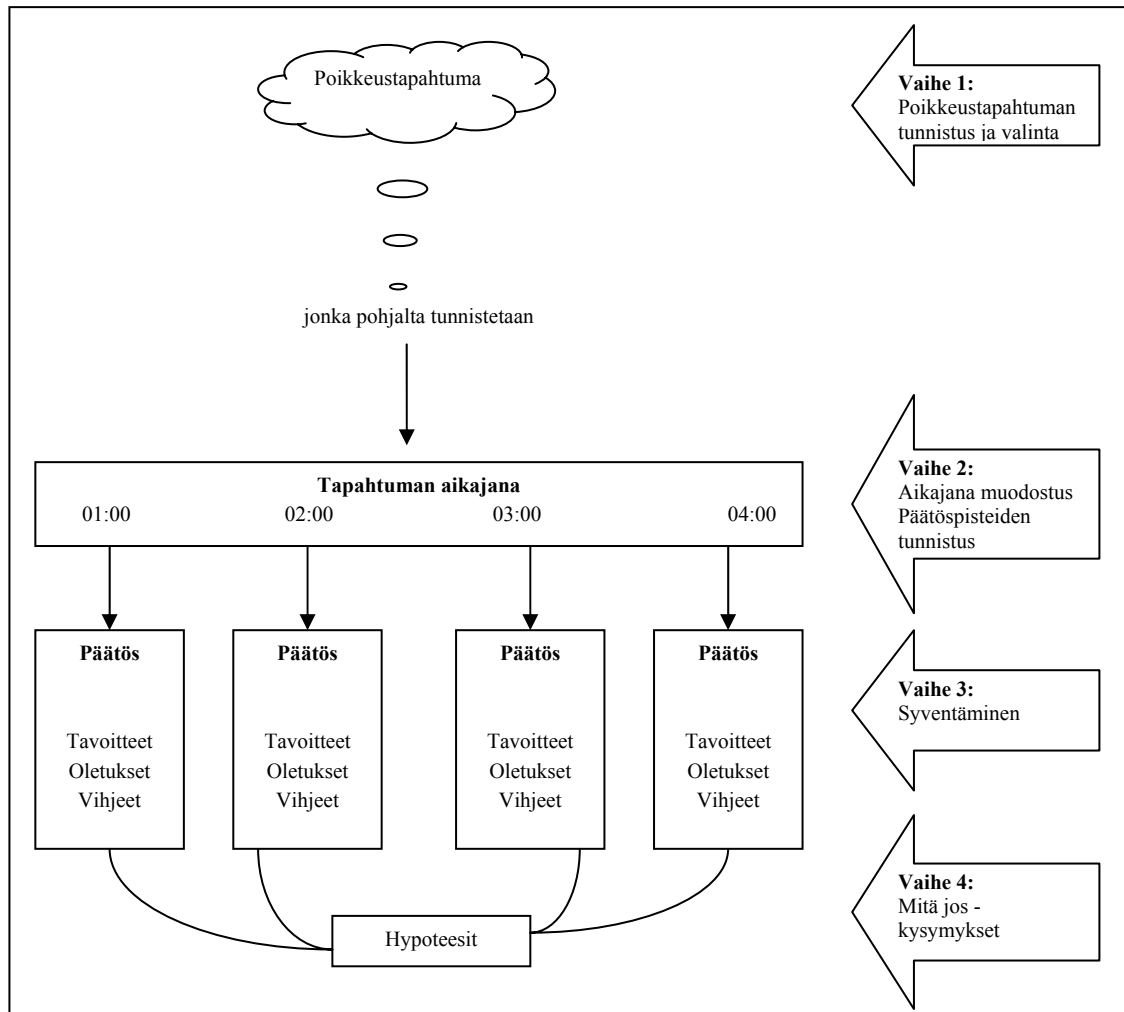 Poikkeustapahtuma
Vaihe 1:
Poikkeustapahtuman
tunnistus ja valinta
jonka pohjalta tunnistetaan
Tapahtuman aikajana
01:00 02:00 03:00 04:00
Vaihe 2:
Aikajana muodostus
Päätöspisteiden
tunnistus
Päätös Päätös Päätös Päätös
Tavoitteet Tavoitteet Tavoitteet Tavoitteet
Oletukset Oletukset Oletukset Oletukset
Vihjeet Vihjeet Vihjeet Vihjeet
Vaihe 3:
Syventäminen
Hypoteesit
Vaihe 4:
Mitä jos -
kysymykset